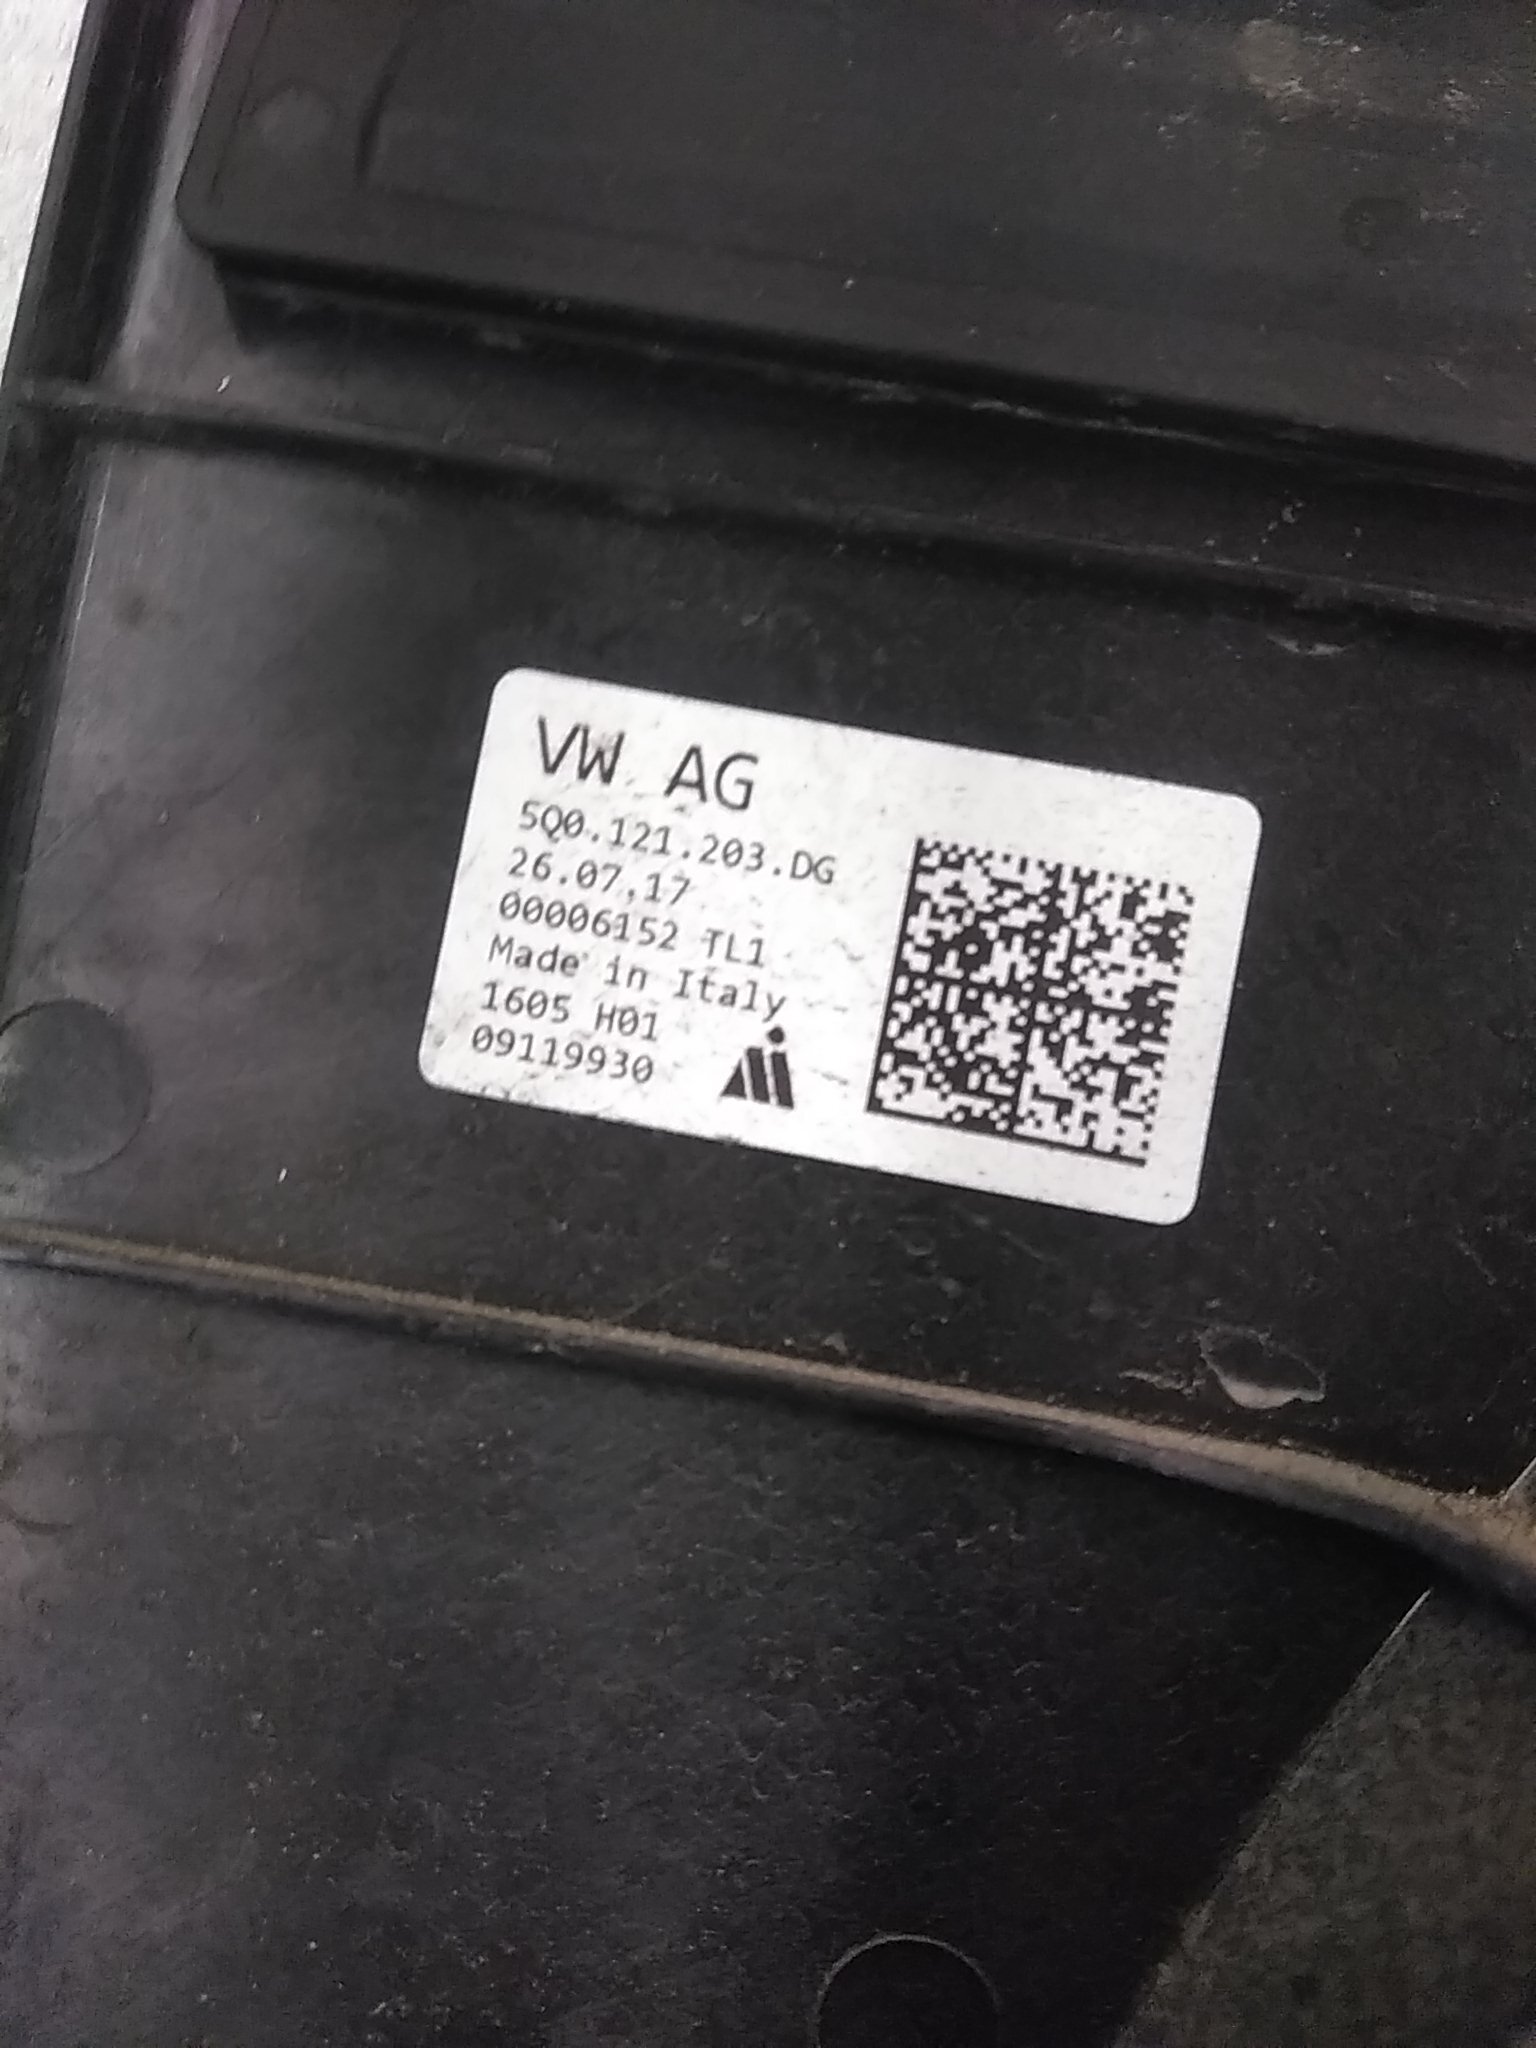 VW AG
5Q0.121.203.DG
26.07.17
00006152 TL1
Made in Italy
1605 H01
09119930